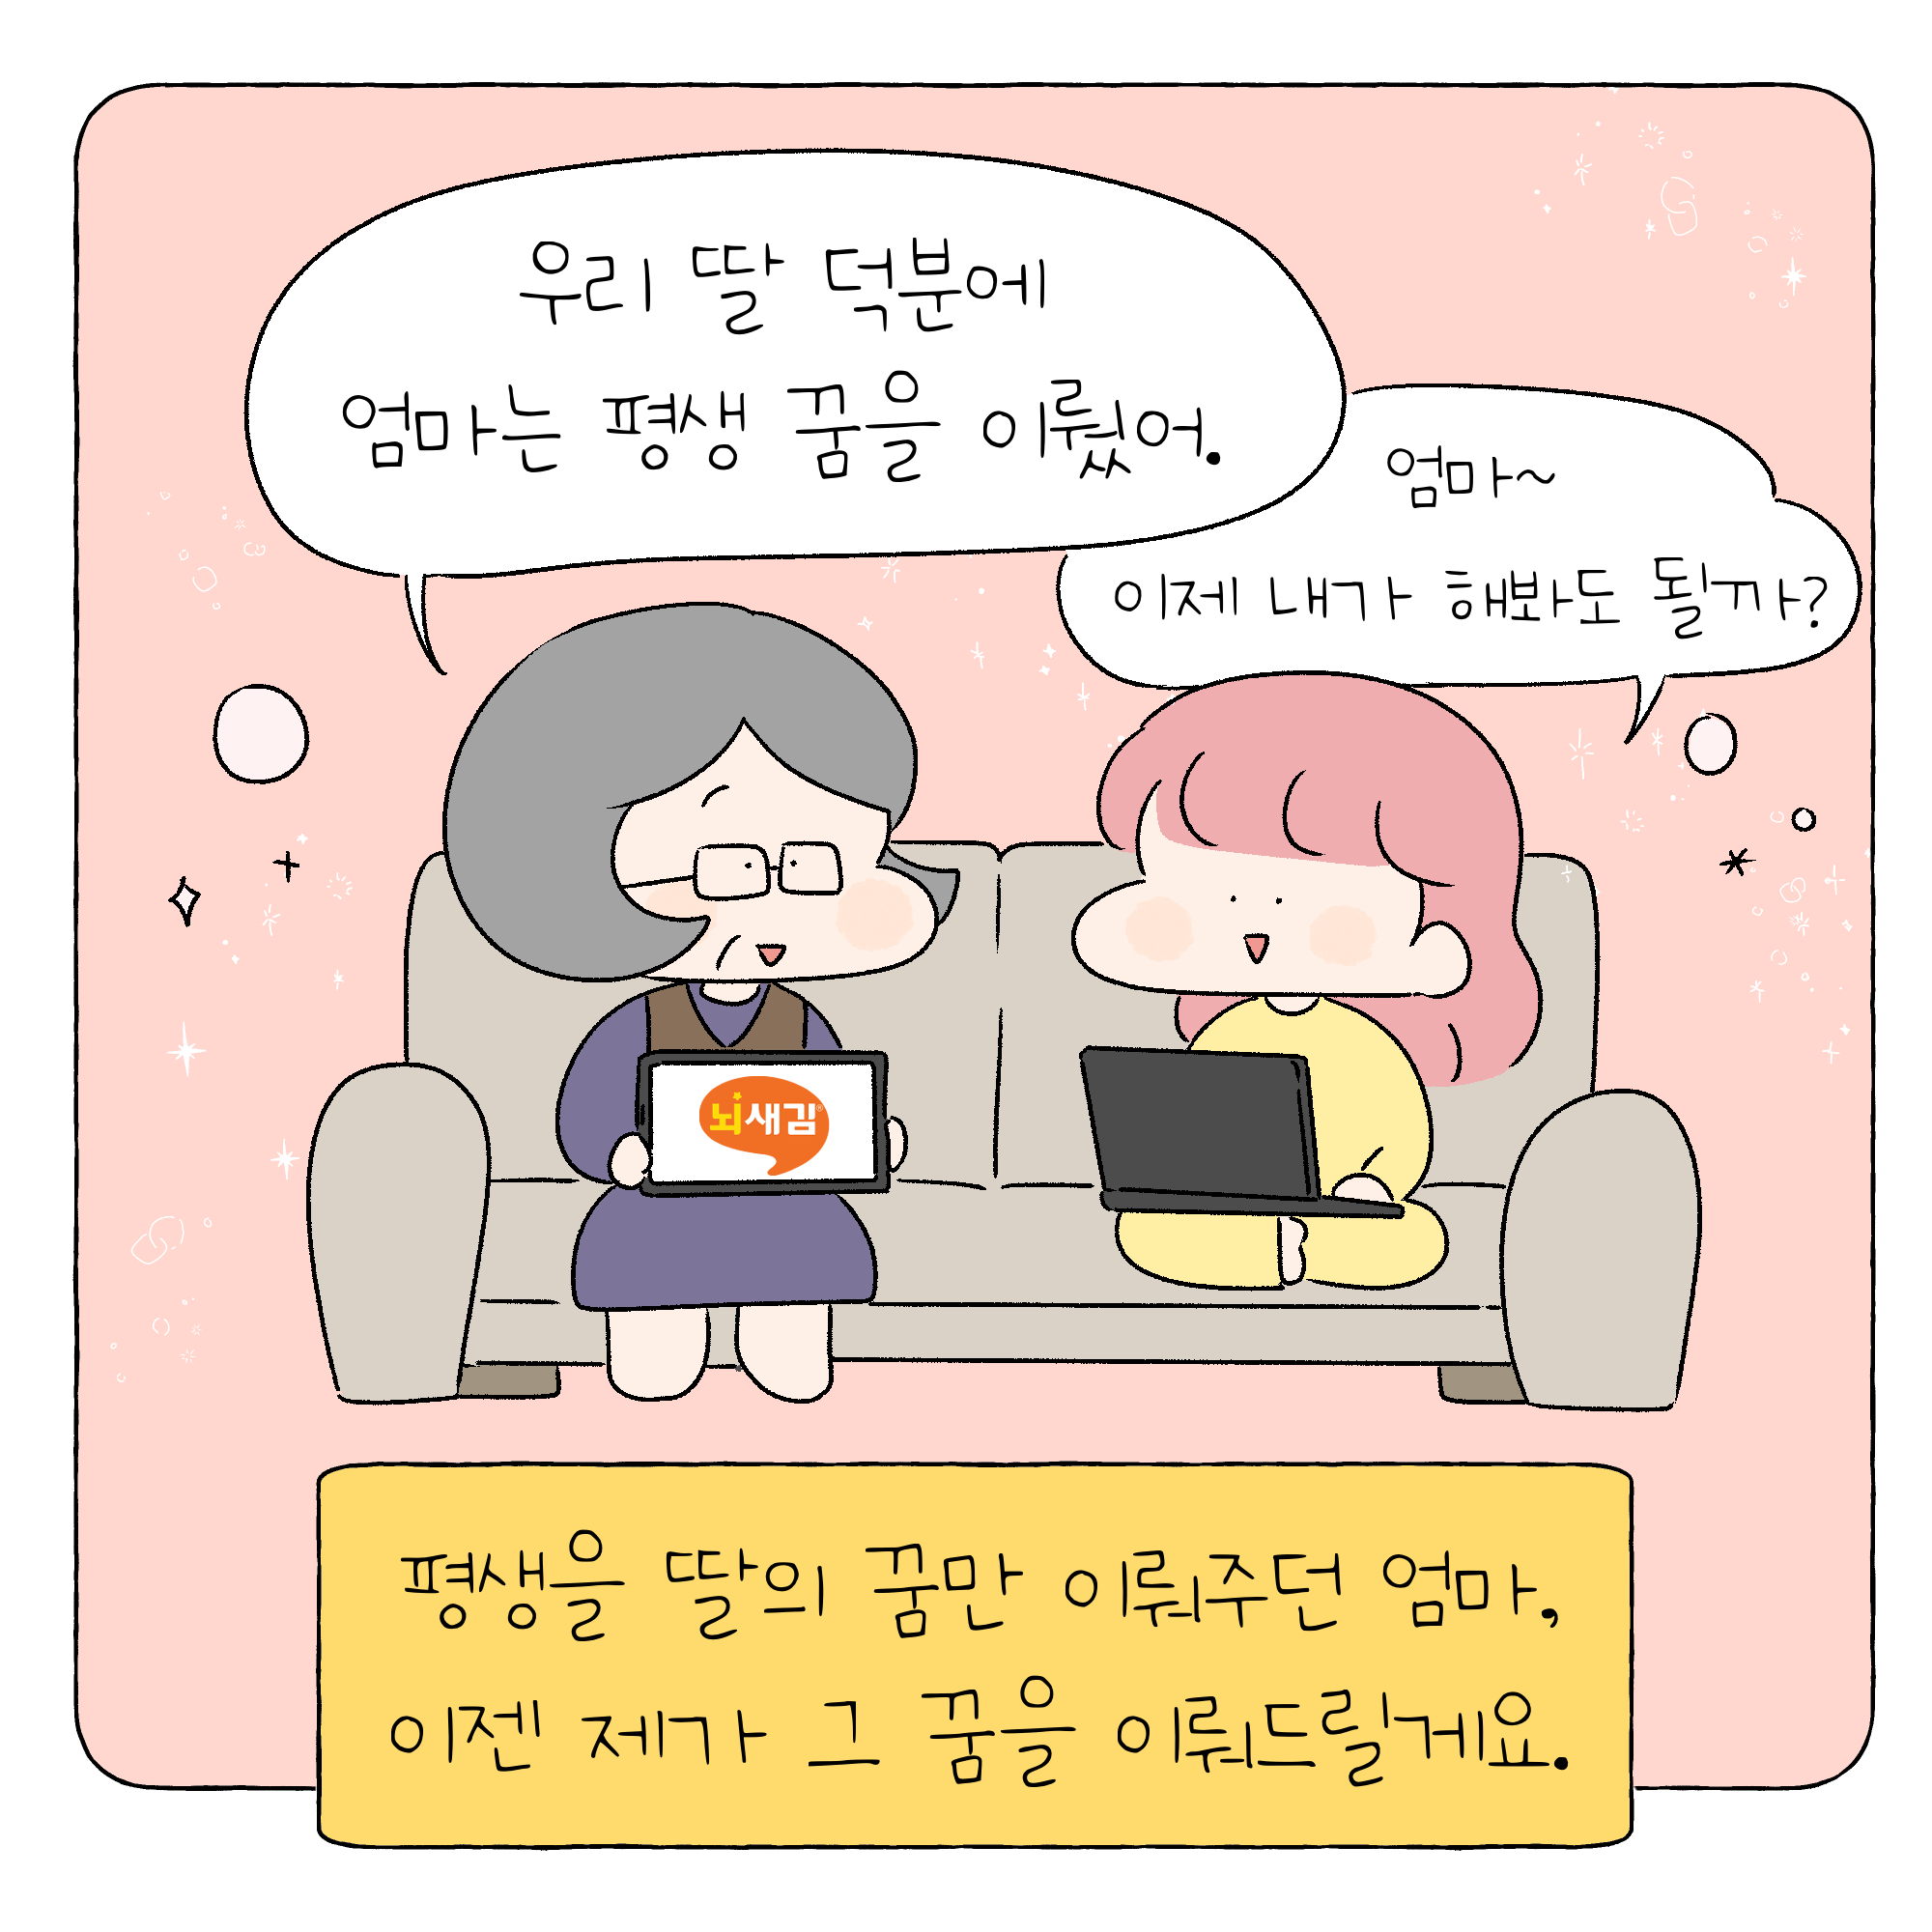 우리 딸 덕분에
엄마는 평생 꿈을 이뤘어.
엄마~
이제 내가 해봐도 될까?
뇌새김®
평생을 딸의 꿈만 이뤄주던 엄마,
이젠 제가 그 꿈을 이뤄드릴게요.